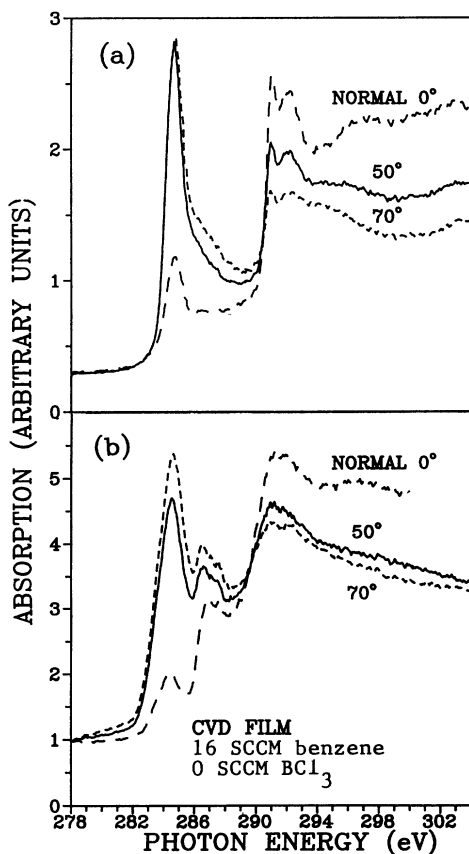 ABSORPTION (ARBITRARY UNITS)
3
(a)
NORMAL 0°
2
50°
70°
1
0
(b)
NORMAL 0°
5
50°
4
70°
3
2
CVD FILM
16 SCCM benzene
0 SCCM BCl3
1
0
278 282 286 290 294 298 302
PHOTON ENERGY (eV)